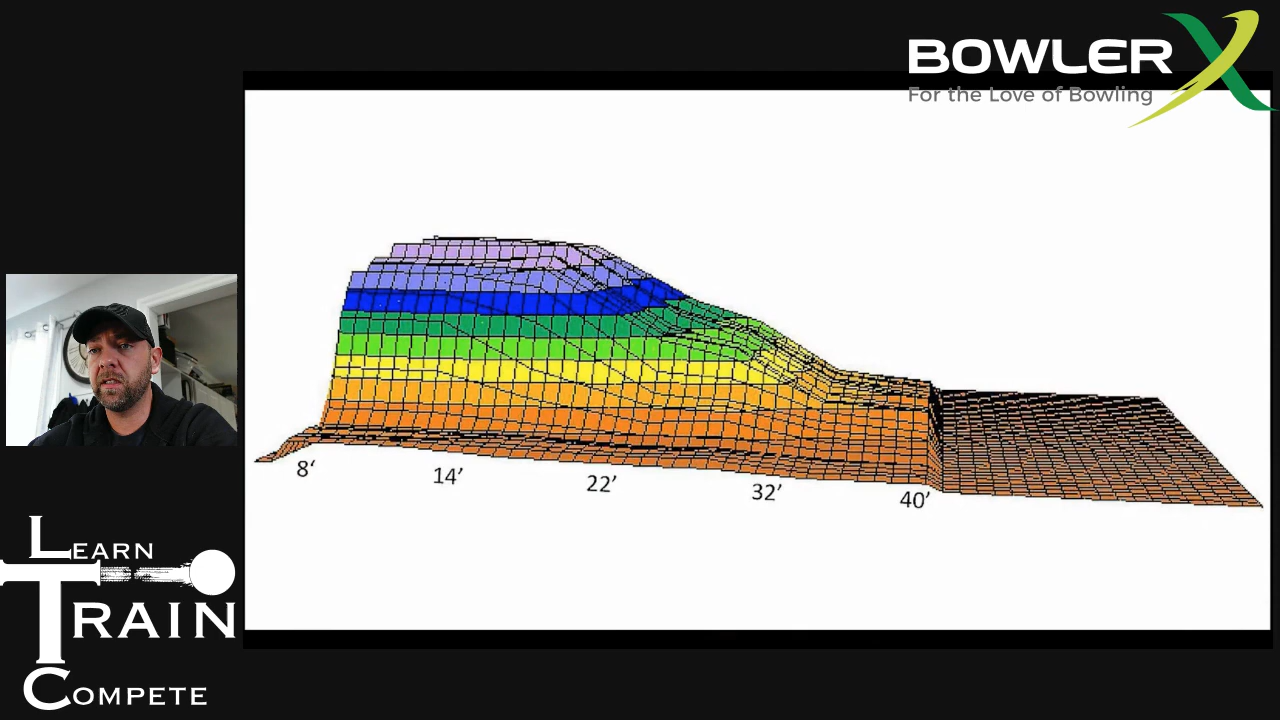 BOWLER X
For the Love of Bowling
8‘
14’
22’
32’
40’
LEARN
TRAIN
COMPETE